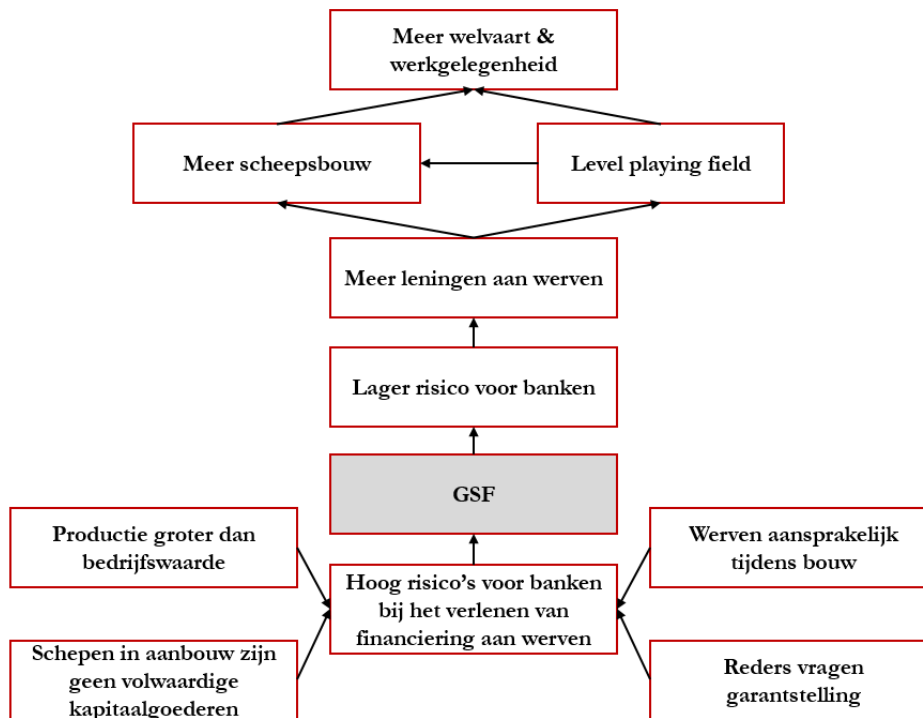 Meer welvaart &
werkgelegenheid
Meer scheepsbouw
Level playing field
Meer leningen aan werven
Lager risico voor banken
GSF
Productie groter dan
bedrijfswaarde
Werven aansprakelijk
tijdens bouw
Hoog risico’s voor banken
bij het verlenen van
financiering aan werven
Schepen in aanbouw zijn
geen volwaardige
kapitaalgoederen
Reders vragen
garantstelling